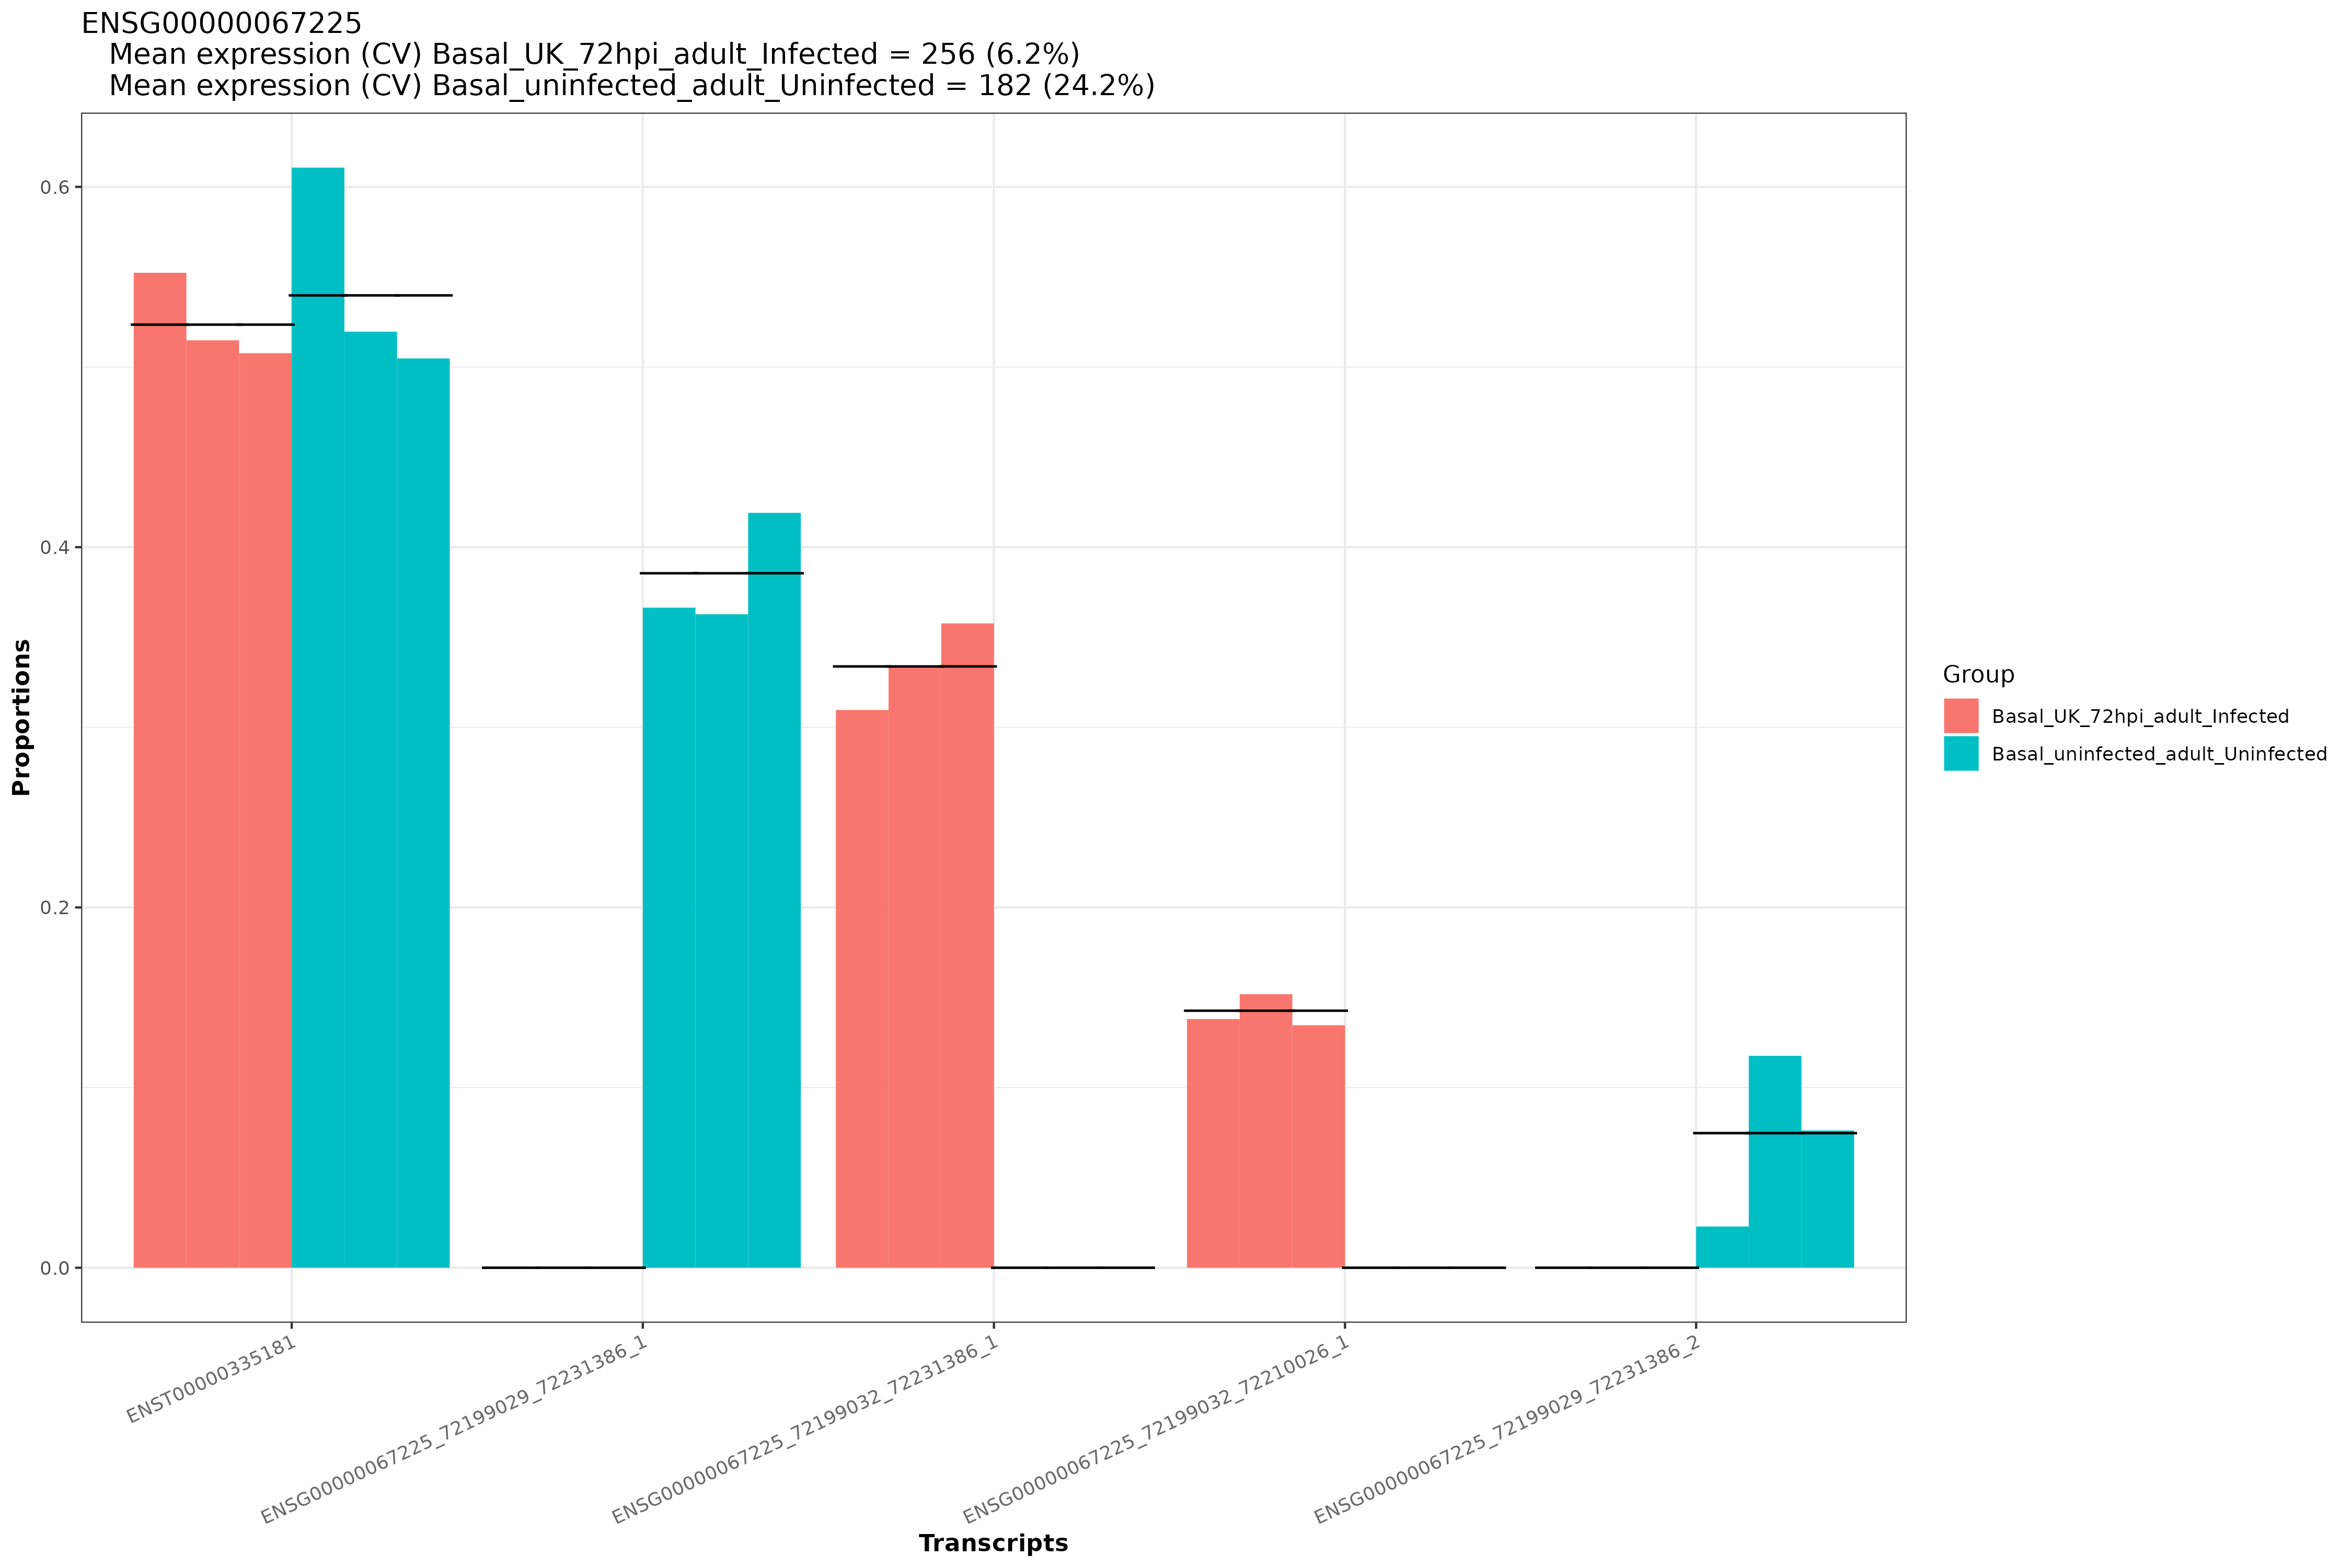 ENSG00000067225
Mean expression (CV) Basal_UK_72hpi_adult_Infected = 256 (6.2%)
Mean expression (CV) Basal_uninfected_adult_Uninfected = 182 (24.2%)
Proportions
0.6
0.4
0.2
0.0
ENST00000335181
ENSG00000067225_72199029_72231386_1
ENSG00000067225_72199032_72231386_1
ENSG00000067225_72199032_72210026_1
ENSG00000067225_72199029_72231386_2
Transcripts
Group
Basal_UK_72hpi_adult_Infected
Basal_uninfected_adult_Uninfected